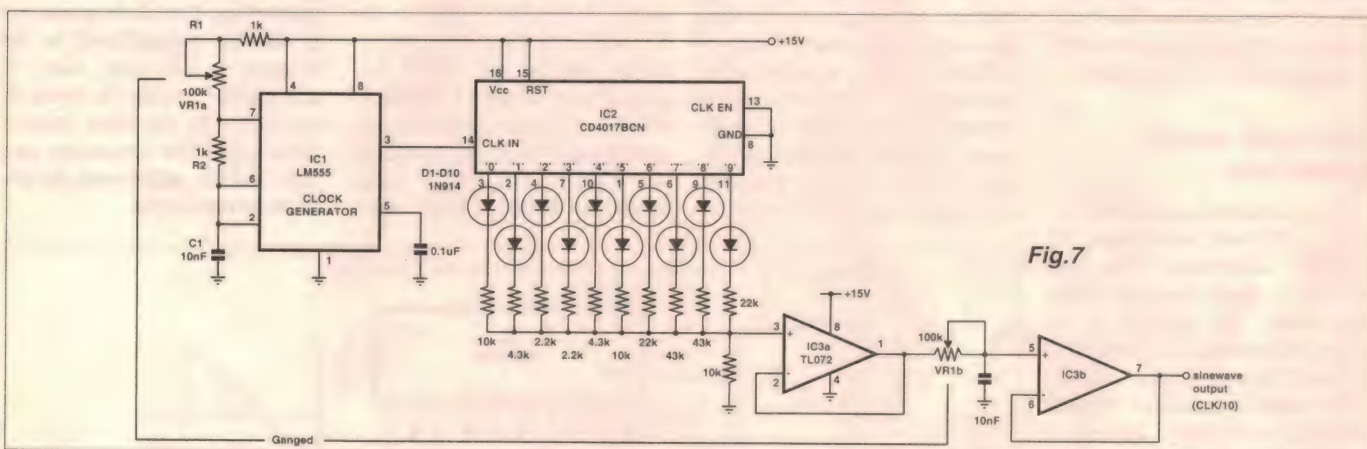 R1
1k
+15V
100k
VR1a
4
8
16
15
Vcc
RST
IC2
CD4017BCN
CLK EN
13
GND
8
7
1k
R2
6
2
C1
10nF
IC1
LM555
CLOCK
GENERATOR
3
5
1
0.1uF
14
CLK IN
D1-D10
1N914
'0' '1' '2' '3' '4' '5' '6' '7' '8' '9'
3 2 4 7 10 1 5 6 9 11
10k
4.3k
2.2k
2.2k
4.3k
10k
22k
43k
43k
22k
10k
+15V
3
+
8
IC3a
TL072
1
-
2
4
100k
VR1b
10nF
5
+
IC3b
7
-
6
sinewave
output
(CLK/10)
Fig.7
Ganged